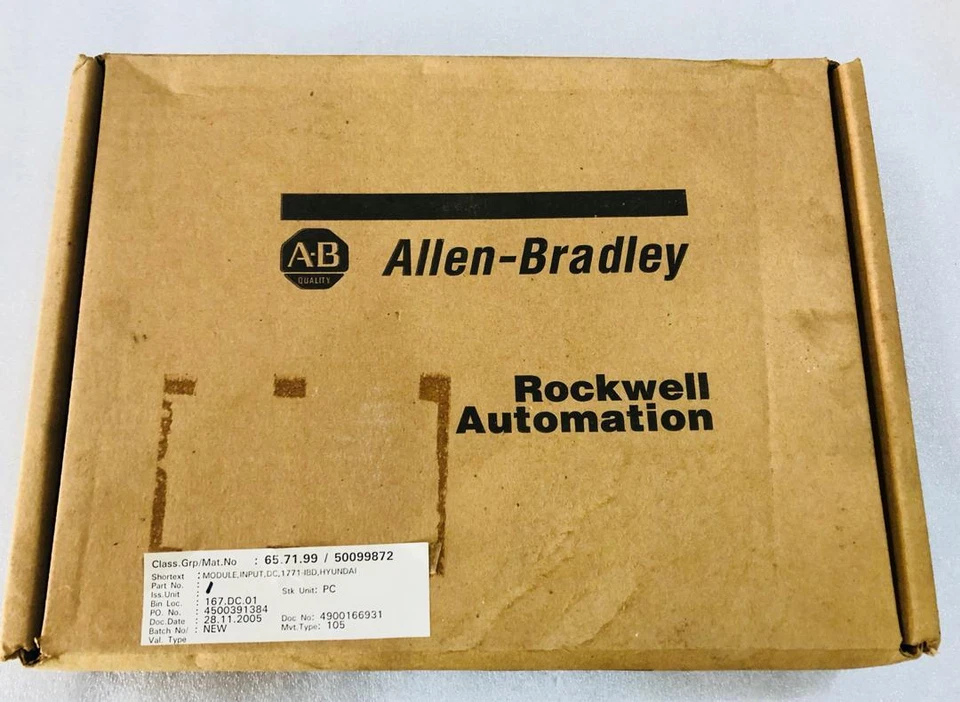 A·B
QUALITY
Allen-Bradley
Rockwell
Automation
Class.Grp/Mat.No : 65.71.99 / 50099872
Shortext : MODULE,INPUT,DC,1771-IBD,HYUNDAI
Part No. :
Iss.Unit : / Stk Unit: PC
Bin Loc. : 167.DC.01
PO. No. : 4500391384
Doc.Date : 28.11.2005 Doc No: 4900166931
Batch No/ : NEW Mvt.Type: 105
Val. Type